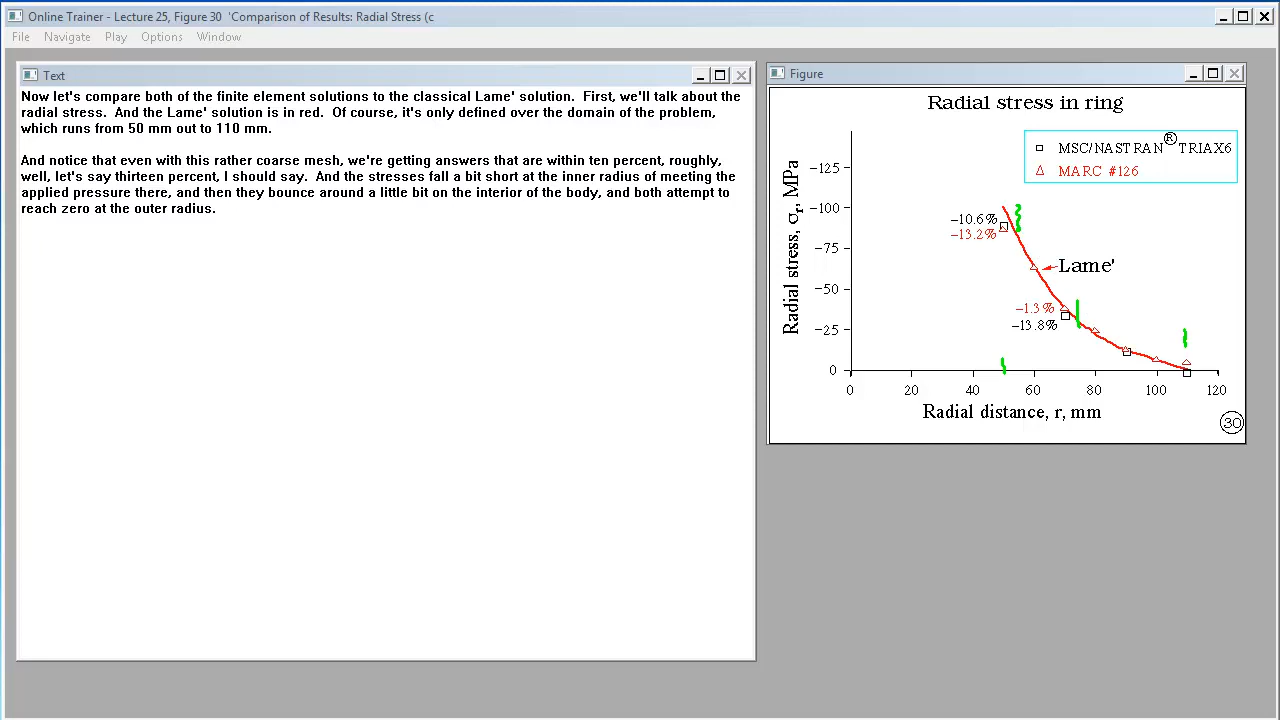 Online Trainer - Lecture 25, Figure 30 'Comparison of Results: Radial Stress (c
File Navigate Play Options Window
Text
Now let's compare both of the finite element solutions to the classical Lame' solution. First, we'll talk about the
radial stress. And the Lame' solution is in red. Of course, it's only defined over the domain of the problem,
which runs from 50 mm out to 110 mm.
And notice that even with this rather coarse mesh, we're getting answers that are within ten percent, roughly,
well, let's say thirteen percent, I should say. And the stresses fall a bit short at the inner radius of meeting the
applied pressure there, and then they bounce around a little bit on the interior of the body, and both attempt to
reach zero at the outer radius.
Figure
Radial stress in ring
MSC/NASTRAN® TRIAX6
MARC #126
Radial stress, σr, MPa
−125
−100
−75
−50
−25
0
−10.6%
−13.2%
Lame'
−1.3%
−13.8%
0 20 40 60 80 100 120
Radial distance, r, mm
30